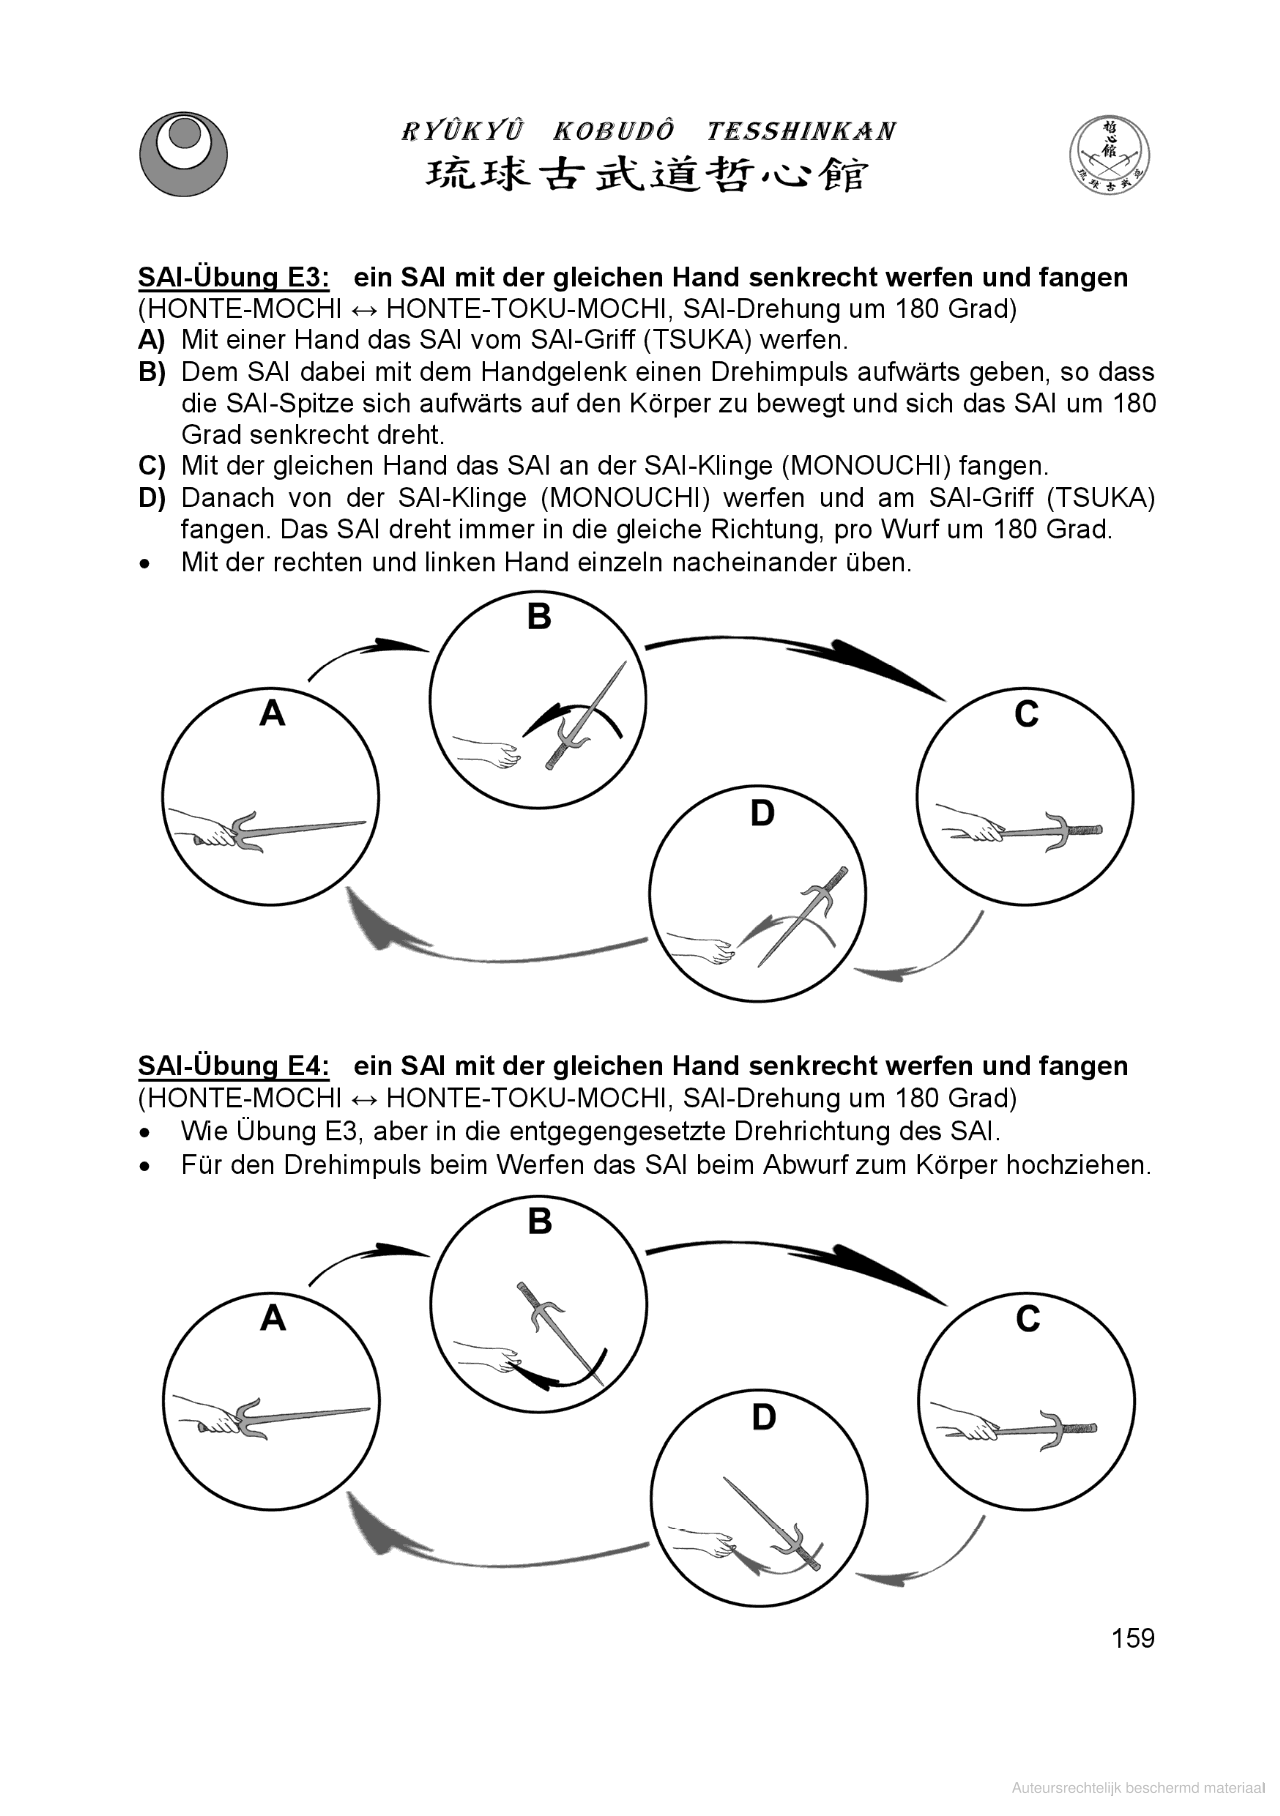 RYÛKYÛ KOBUDÔ TESSHINKAN
琉球古武道哲心館
哲心館
琉球古武道
SAI-Übung E3: ein SAI mit der gleichen Hand senkrecht werfen und fangen
(HONTE-MOCHI ↔ HONTE-TOKU-MOCHI, SAI-Drehung um 180 Grad)
A) Mit einer Hand das SAI vom SAI-Griff (TSUKA) werfen.
B) Dem SAI dabei mit dem Handgelenk einen Drehimpuls aufwärts geben, so dass
die SAI-Spitze sich aufwärts auf den Körper zu bewegt und sich das SAI um 180
Grad senkrecht dreht.
C) Mit der gleichen Hand das SAI an der SAI-Klinge (MONOUCHI) fangen.
D) Danach von der SAI-Klinge (MONOUCHI) werfen und am SAI-Griff (TSUKA)
fangen. Das SAI dreht immer in die gleiche Richtung, pro Wurf um 180 Grad.
• Mit der rechten und linken Hand einzeln nacheinander üben.
B
A
C
D
SAI-Übung E4: ein SAI mit der gleichen Hand senkrecht werfen und fangen
(HONTE-MOCHI ↔ HONTE-TOKU-MOCHI, SAI-Drehung um 180 Grad)
• Wie Übung E3, aber in die entgegengesetzte Drehrichtung des SAI.
• Für den Drehimpuls beim Werfen das SAI beim Abwurf zum Körper hochziehen.
B
A
C
D
159
Auteursrechtelijk beschermd materiaal